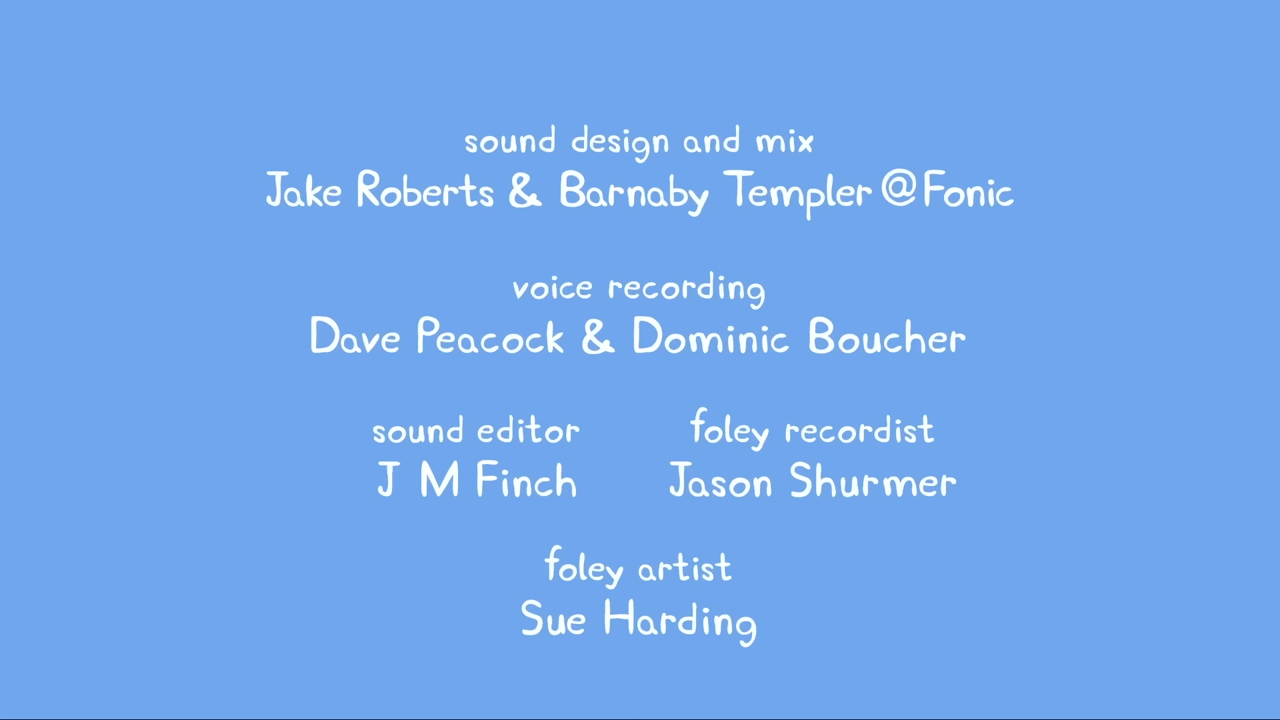 sound design and mix
Jake Roberts & Barnaby Templer @Fonic
voice recording
Dave Peacock & Dominic Boucher
sound editor
J M Finch
foley recordist
Jason Shurmer
foley artist
Sue Harding